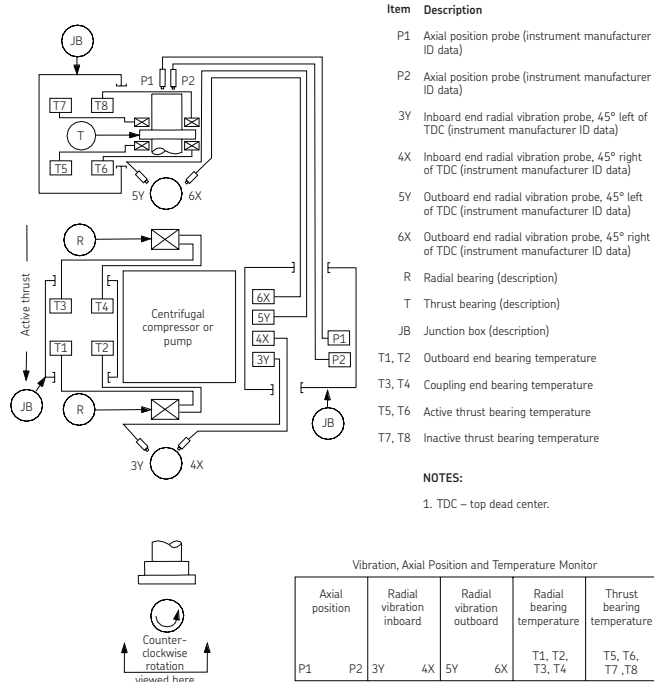 JB
P1 P2
T7 T8
T
T5 T6
5Y 6X
R
Active thrust
T3 T4
T1 T2
Centrifugal
compressor or
pump
6X
5Y
4X
3Y
P1
P2
JB
R
JB
3Y 4X
Counter-
clockwise
rotation
viewed here
Item Description
P1 Axial position probe (instrument manufacturer
ID data)
P2 Axial position probe (instrument manufacturer
ID data)
3Y Inboard end radial vibration probe, 45° left of
TDC (instrument manufacturer ID data)
4X Inboard end radial vibration probe, 45° right
of TDC (instrument manufacturer ID data)
5Y Outboard end radial vibration probe, 45° left
of TDC (instrument manufacturer ID data)
6X Outboard end radial vibration probe, 45° right
of TDC (instrument manufacturer ID data)
R Radial bearing (description)
T Thrust bearing (description)
JB Junction box (description)
T1, T2 Outboard end bearing temperature
T3, T4 Coupling end bearing temperature
T5, T6 Active thrust bearing temperature
T7, T8 Inactive thrust bearing temperature
NOTES:
1. TDC – top dead center.
Vibration, Axial Position and Temperature Monitor
Axial Radial Radial Radial Thrust
position vibration vibration bearing bearing
inboard outboard temperature temperature
T1, T2, T5, T6,
P1 P2 3Y 4X 5Y 6X T3, T4 T7 ,T8